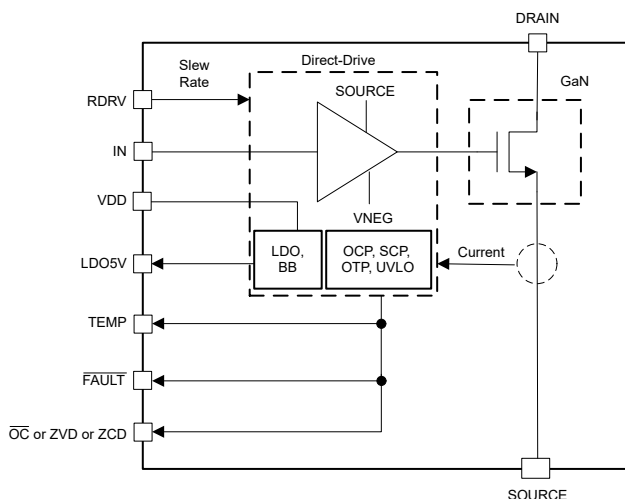 DRAIN
Slew
Rate
Direct-Drive
GaN
RDRV
SOURCE
IN
VDD
VNEG
LDO,
BB
OCP, SCP,
OTP, UVLO
Current
LDO5V
TEMP
FAULT
OC or ZVD or ZCD
SOURCE